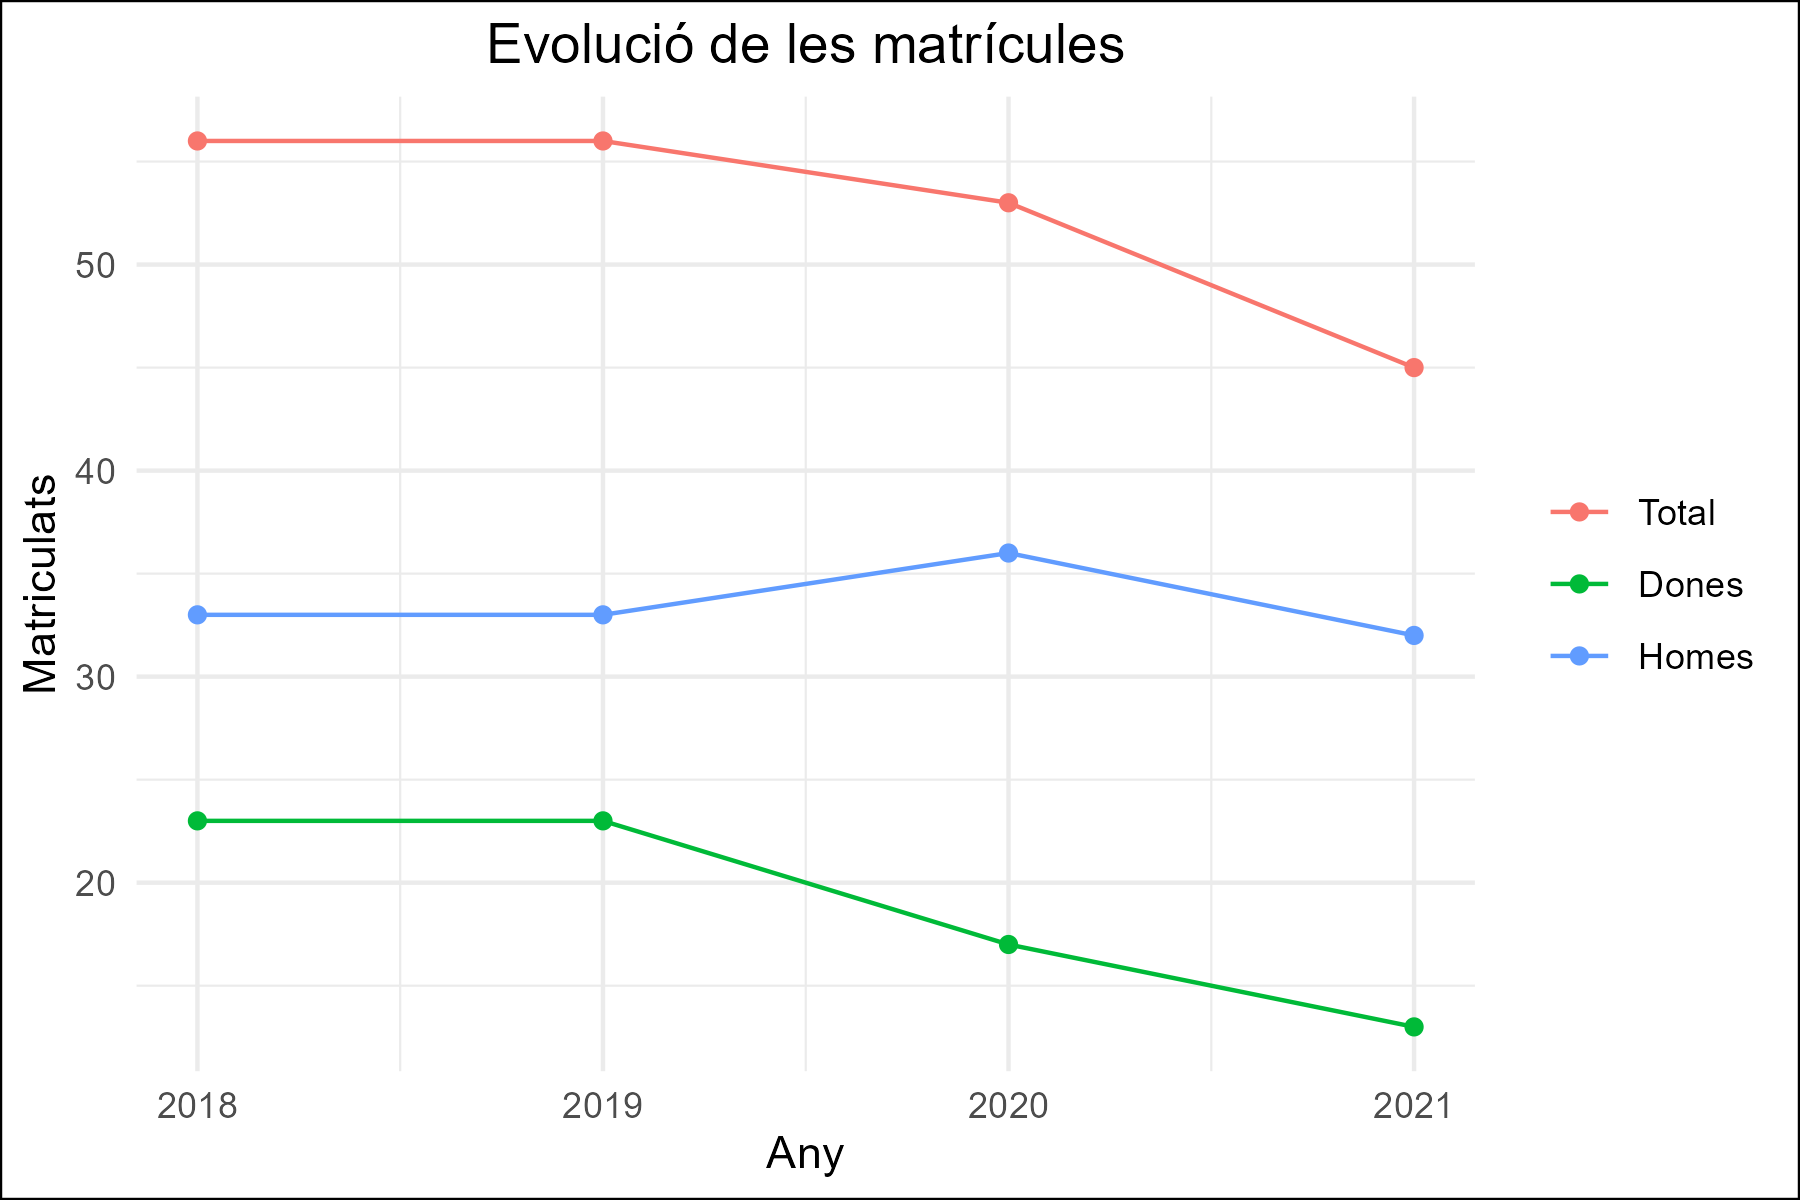 Evolució de les matrícules
Matriculats
50
40
30
20
2018 2019 2020 2021
Any
Total
Dones
Homes